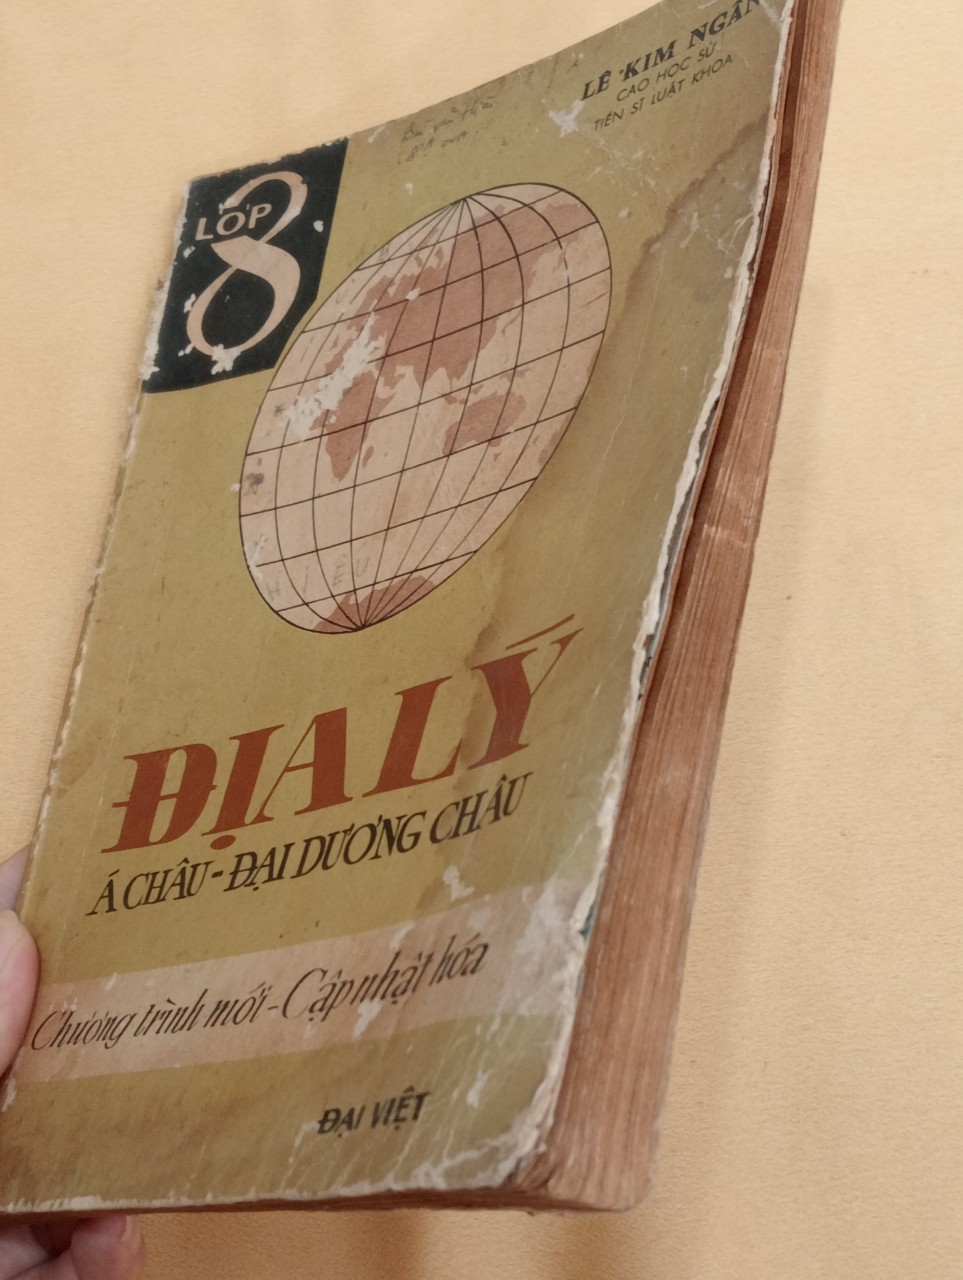 LÊ KIM NGÂN
CAO HỌC SỬ
TIẾN SĨ LUẬT KHOA
LỚP
8
HIẾU
ĐỊA LÝ
Á CHÂU - ĐẠI DƯƠNG CHÂU
Chương trình mới - Cập nhật hóa
ĐẠI VIỆT